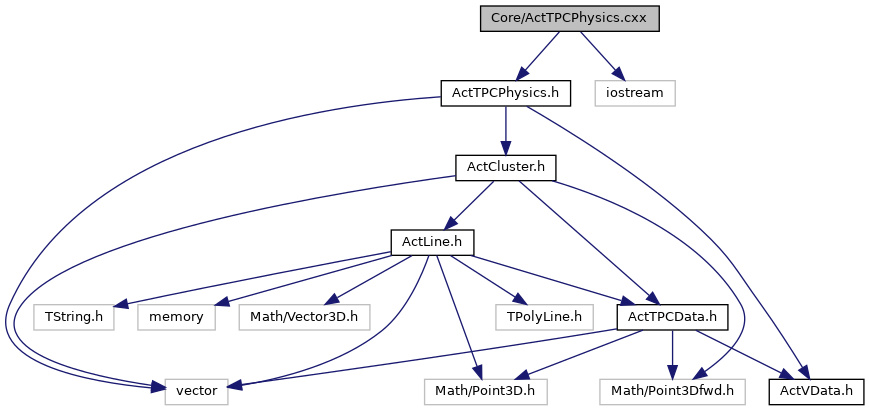 Core/ActTPCPhysics.cxx
ActTPCPhysics.h
iostream
ActCluster.h
ActLine.h
TString.h
memory
Math/Vector3D.h
TPolyLine.h
ActTPCData.h
vector
Math/Point3D.h
Math/Point3Dfwd.h
ActVData.h